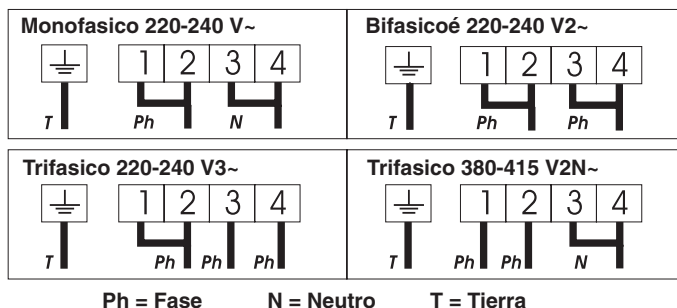 Monofasico 220-240 V~
1 2 3 4
T Ph N
Bifasicoé 220-240 V2~
1 2 3 4
T Ph Ph
Trifasico 220-240 V3~
1 2 3 4
T Ph Ph Ph
Trifasico 380-415 V2N~
1 2 3 4
T Ph Ph N
Ph = Fase N = Neutro T = Tierra